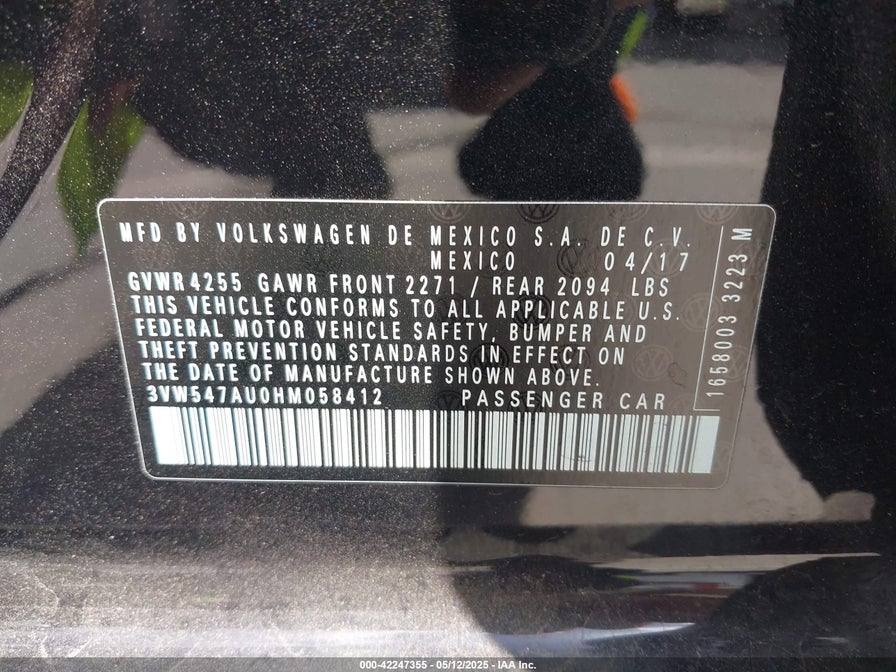 MFD BY VOLKSWAGEN DE MEXICO S.A. DE C.V.
MEXICO 04/17
GVWR 4255 GAWR FRONT 2271 / REAR 2094 LBS
THIS VEHICLE CONFORMS TO ALL APPLICABLE U.S.
FEDERAL MOTOR VEHICLE SAFETY, BUMPER AND
THEFT PREVENTION STANDARDS IN EFFECT ON
THE DATE OF MANUFACTURE SHOWN ABOVE.
3VW547AU0HM058412 PASSENGER CAR
1658003 3223 M
000-42247355 - 05/12/2025 - IAA Inc.